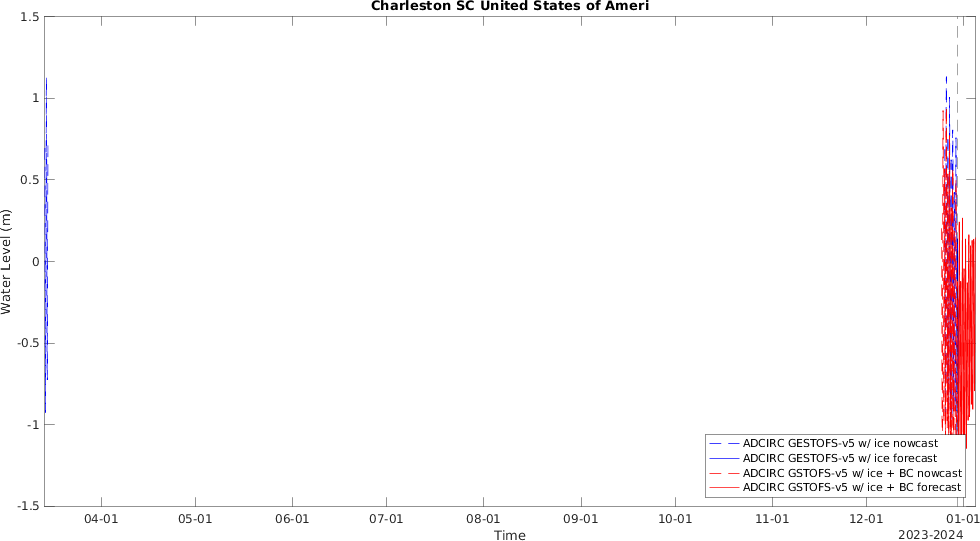 Charleston SC United States of Ameri
1.5
1
0.5
0
-0.5
-1
-1.5
Water Level (m)
ADCIRC GESTOFS-v5 w/ ice nowcast
ADCIRC GESTOFS-v5 w/ ice forecast
ADCIRC GSTOFS-v5 w/ ice + BC nowcast
ADCIRC GSTOFS-v5 w/ ice + BC forecast
04-01 05-01 06-01 07-01 08-01 09-01 10-01 11-01 12-01 01-01
Time
2023-2024